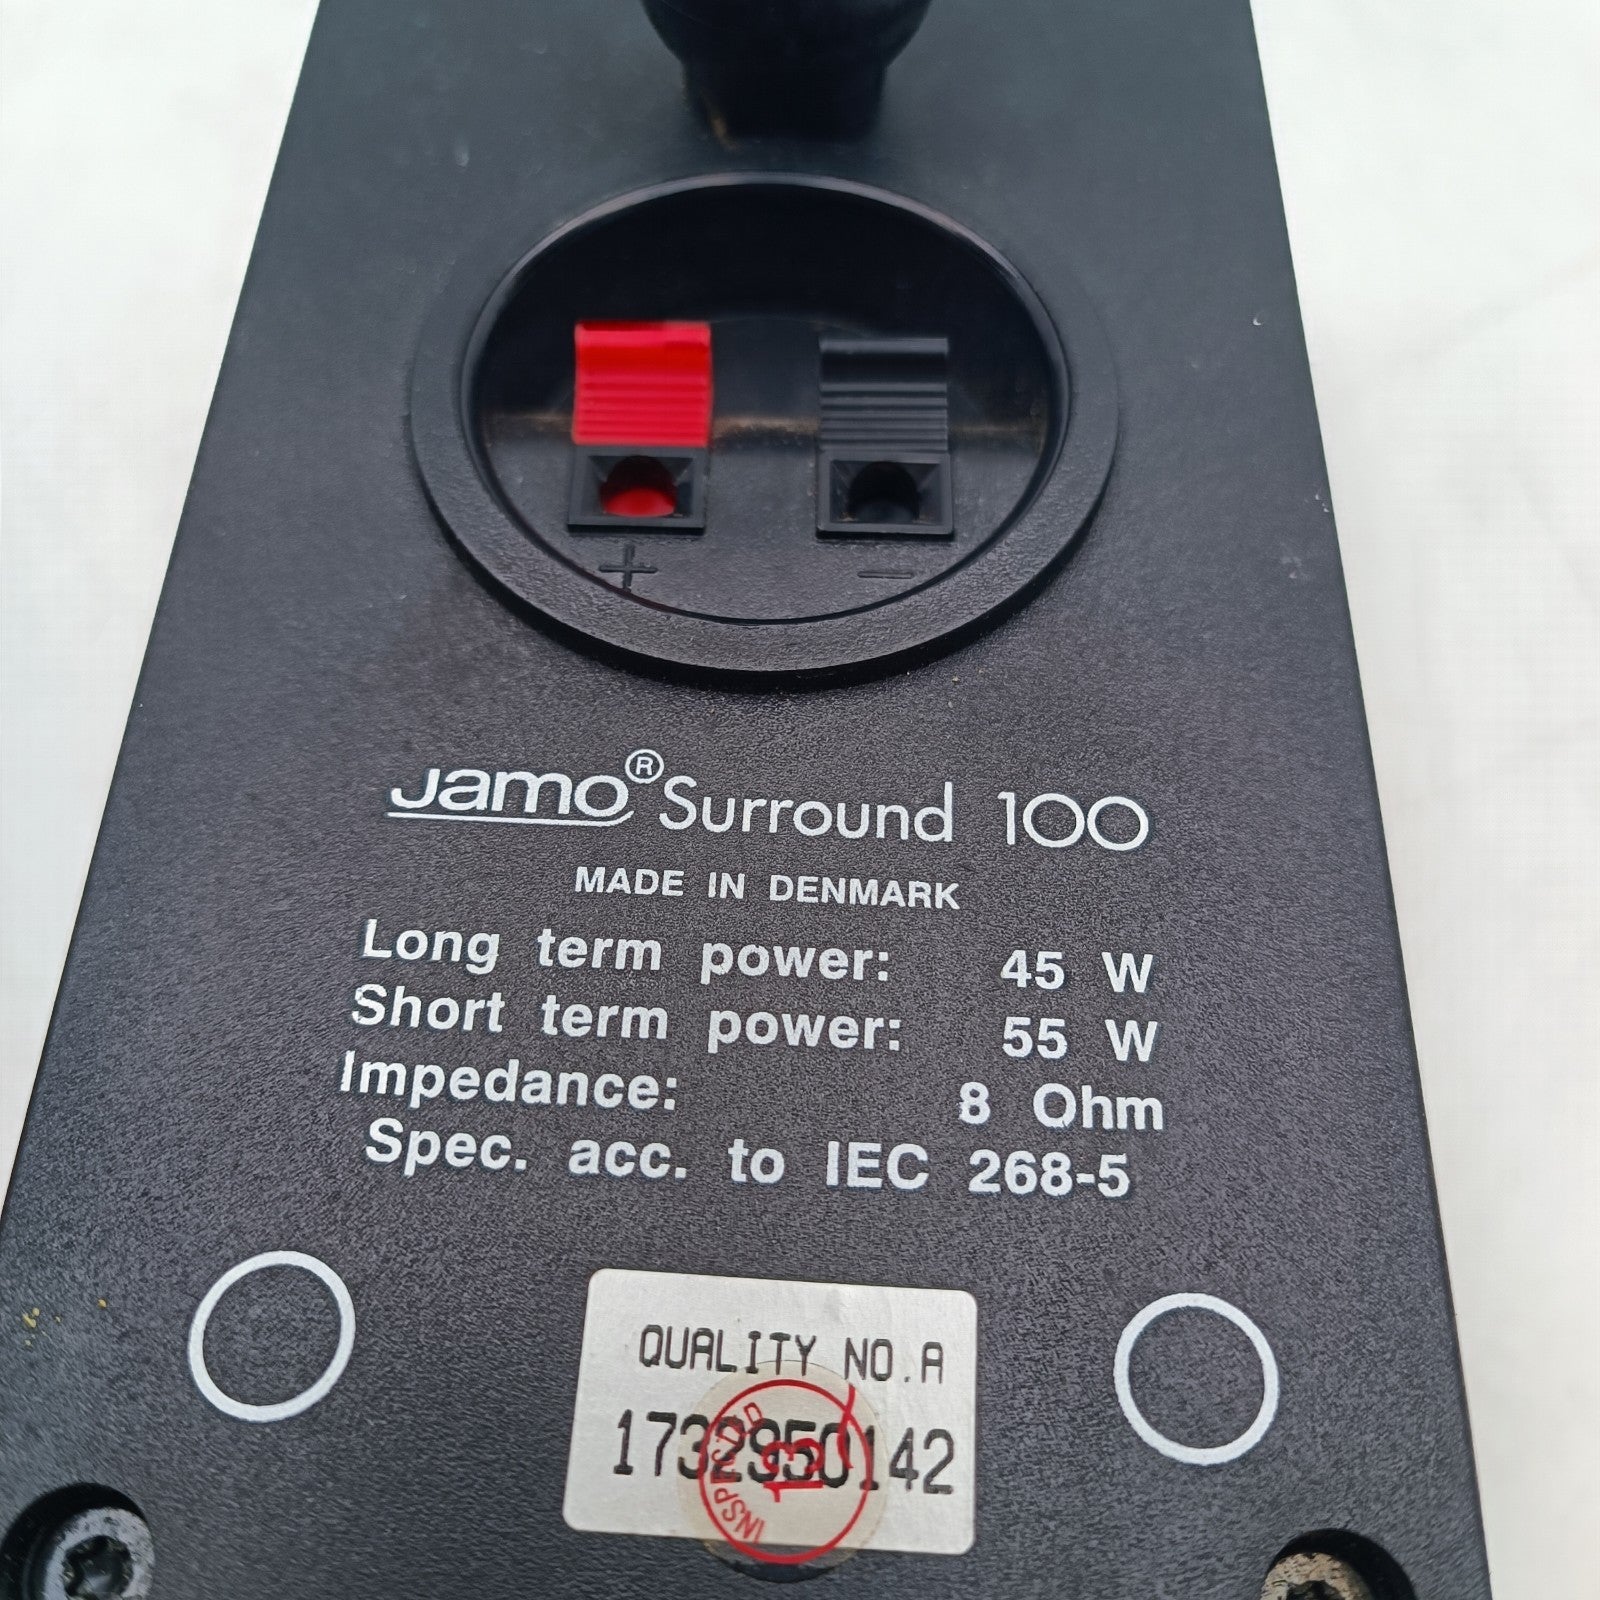 + −
Jamo® Surround 100
MADE IN DENMARK
Long term power: 45 W
Short term power: 55 W
Impedance: 8 Ohm
Spec. acc. to IEC 268-5
QUALITY NO.A
1732950142
13